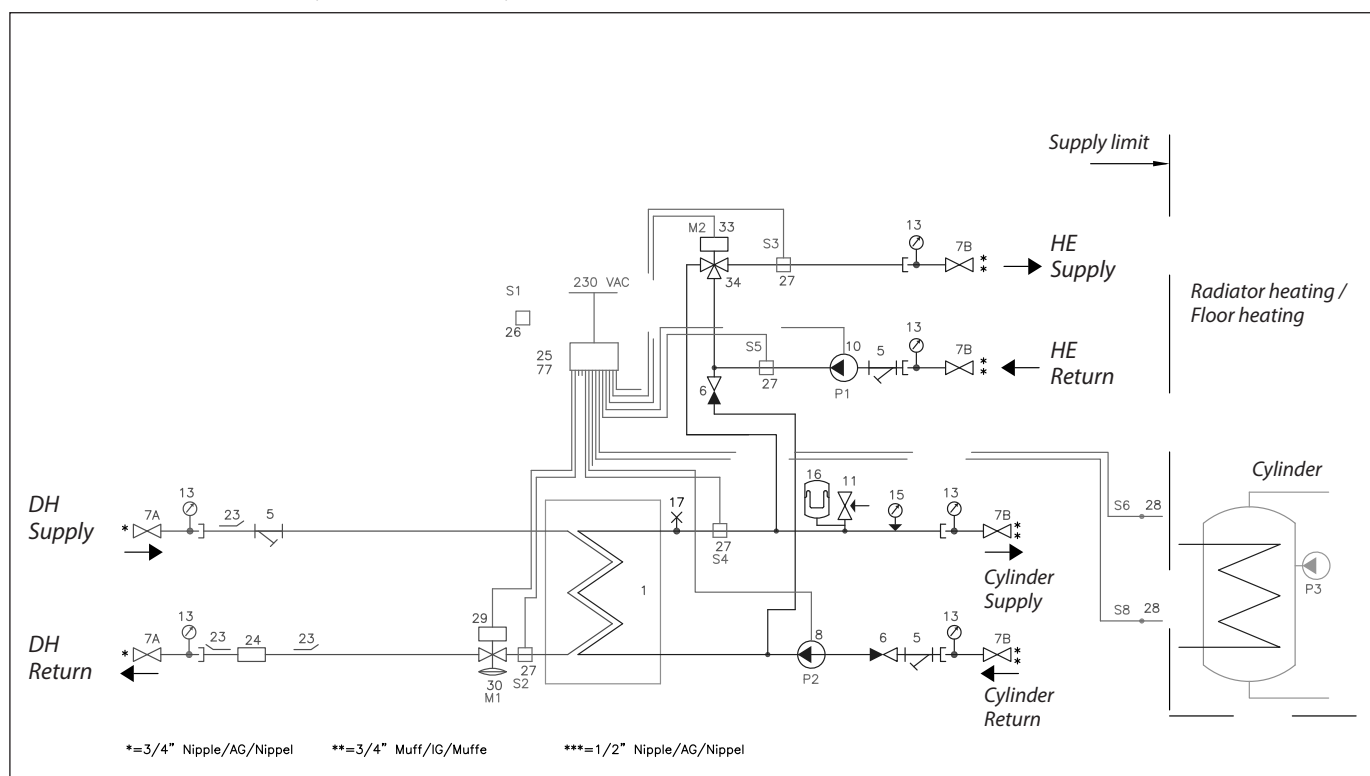 Supply limit
13
M2
33
S3
7B
**
HE
Supply
230 VAC
S1
34
27
Radiator heating /
Floor heating
26
13
10
5
7B
**
HE
Return
25
77
S5
27
6
P1
16
11
Cylinder
DH
Supply
13
7A
*
23
5
17
15
13
7B
**
S6
28
27
S4
Cylinder
Supply
1
P3
S8
28
DH
Return
13
7A
*
23
24
23
29
8
6
5
13
7B
**
27
S2
30
M1
P2
Cylinder
Return
*=3/4” Nipple/AG/Nippel
**=3/4” Muff/IG/Muffe
***=1/2” Nipple/AG/Nippel